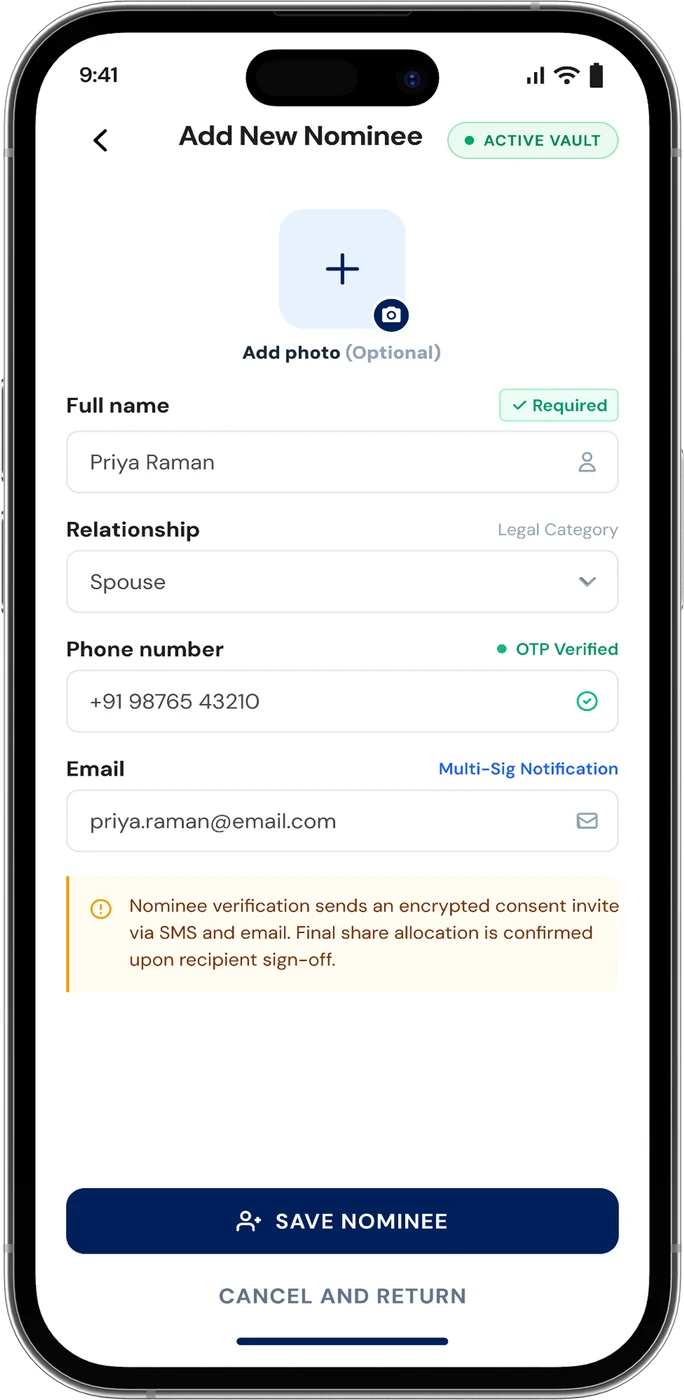 9:41
Add New Nominee
ACTIVE VAULT
Add photo (Optional)
Full name
Required
Priya Raman
Relationship
Legal Category
Spouse
Phone number
OTP Verified
+91 98765 43210
Email
Multi-Sig Notification
priya.raman@email.com
Nominee verification sends an encrypted consent invite
via SMS and email. Final share allocation is confirmed
upon recipient sign-off.
SAVE NOMINEE
CANCEL AND RETURN